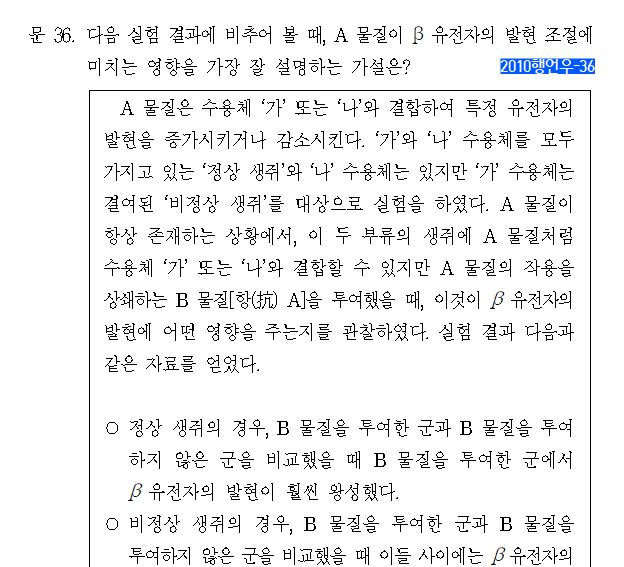 문 36. 다음 실험 결과에 비추어 볼 때, A 물질이 β 유전자의 발현 조절에
미치는 영향을 가장 잘 설명하는 가설은? 2010행언우-36
A 물질은 수용체 ‘가’ 또는 ‘나’와 결합하여 특정 유전자의
발현을 증가시키거나 감소시킨다. ‘가’와 ‘나’ 수용체를 모두
가지고 있는 ‘정상 생쥐’와 ‘나’ 수용체는 있지만 ‘가’ 수용체는
결여된 ‘비정상 생쥐’를 대상으로 실험을 하였다. A 물질이
항상 존재하는 상황에서, 이 두 부류의 생쥐에 A 물질처럼
수용체 ‘가’ 또는 ‘나’와 결합할 수 있지만 A 물질의 작용을
상쇄하는 B 물질[항(抗) A]을 투여했을 때, 이것이 β 유전자의
발현에 어떤 영향을 주는지를 관찰하였다. 실험 결과 다음과
같은 자료를 얻었다.
○ 정상 생쥐의 경우, B 물질을 투여한 군과 B 물질을 투여
하지 않은 군을 비교했을 때 B 물질을 투여한 군에서
β 유전자의 발현이 훨씬 왕성했다.
○ 비정상 생쥐의 경우, B 물질을 투여한 군과 B 물질을
투여하지 않은 군을 비교했을 때 이들 사이에는 β 유전자의